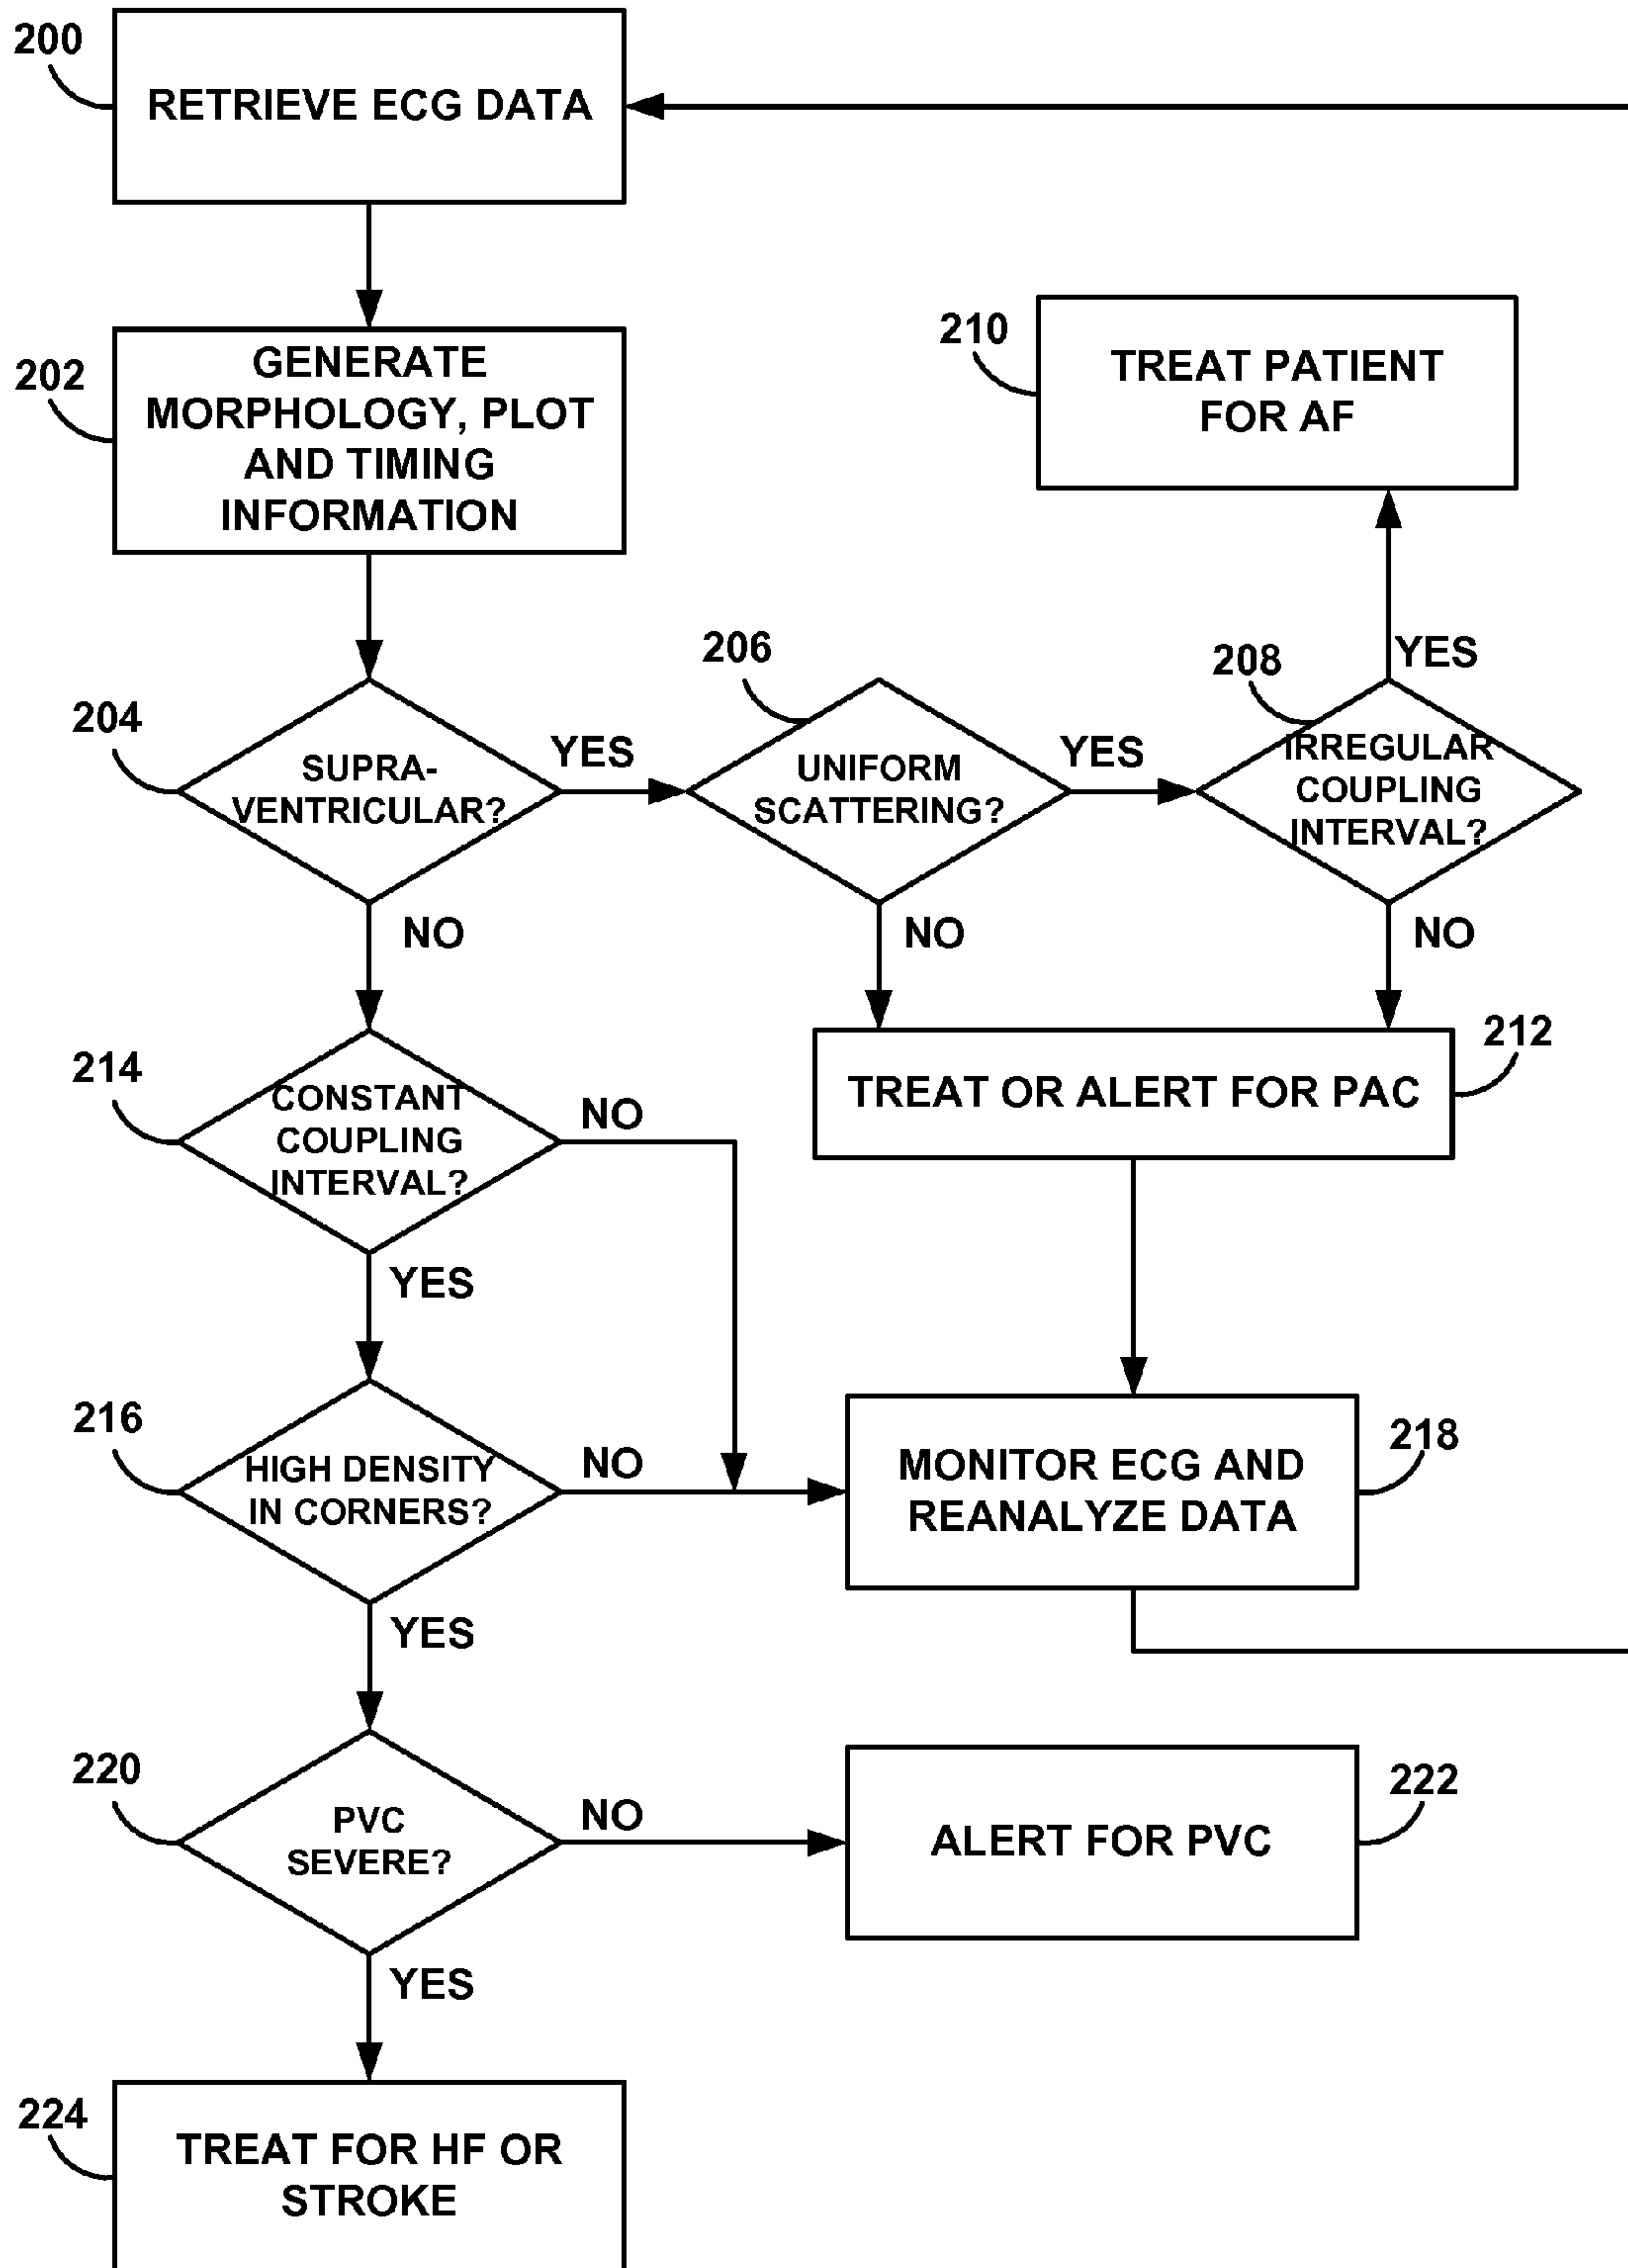 200
RETRIEVE ECG DATA
202
GENERATE
MORPHOLOGY, PLOT
AND TIMING
INFORMATION
210
TREAT PATIENT
FOR AF
204
SUPRA-
VENTRICULAR?
YES
206
UNIFORM
SCATTERING?
YES
208
IRREGULAR
COUPLING
INTERVAL?
YES
NO
NO
NO
212
TREAT OR ALERT FOR PAC
214
CONSTANT
COUPLING
INTERVAL?
NO
YES
216
HIGH DENSITY
IN CORNERS?
NO
218
MONITOR ECG AND
REANALYZE DATA
YES
220
PVC
SEVERE?
NO
222
ALERT FOR PVC
YES
224
TREAT FOR HF OR
STROKE